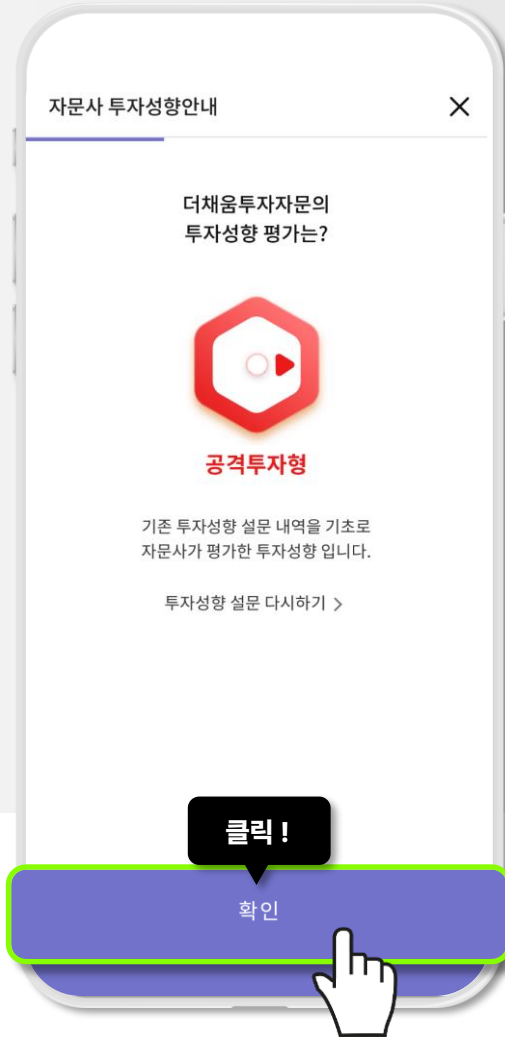 자문사 투자성향안내
더채움투자자문의
투자성향 평가는?
공격투자형
기존 투자성향 설문 내역을 기초로
자문사가 평가한 투자성향 입니다.
투자성향 설문 다시하기 >
클릭 !
확인